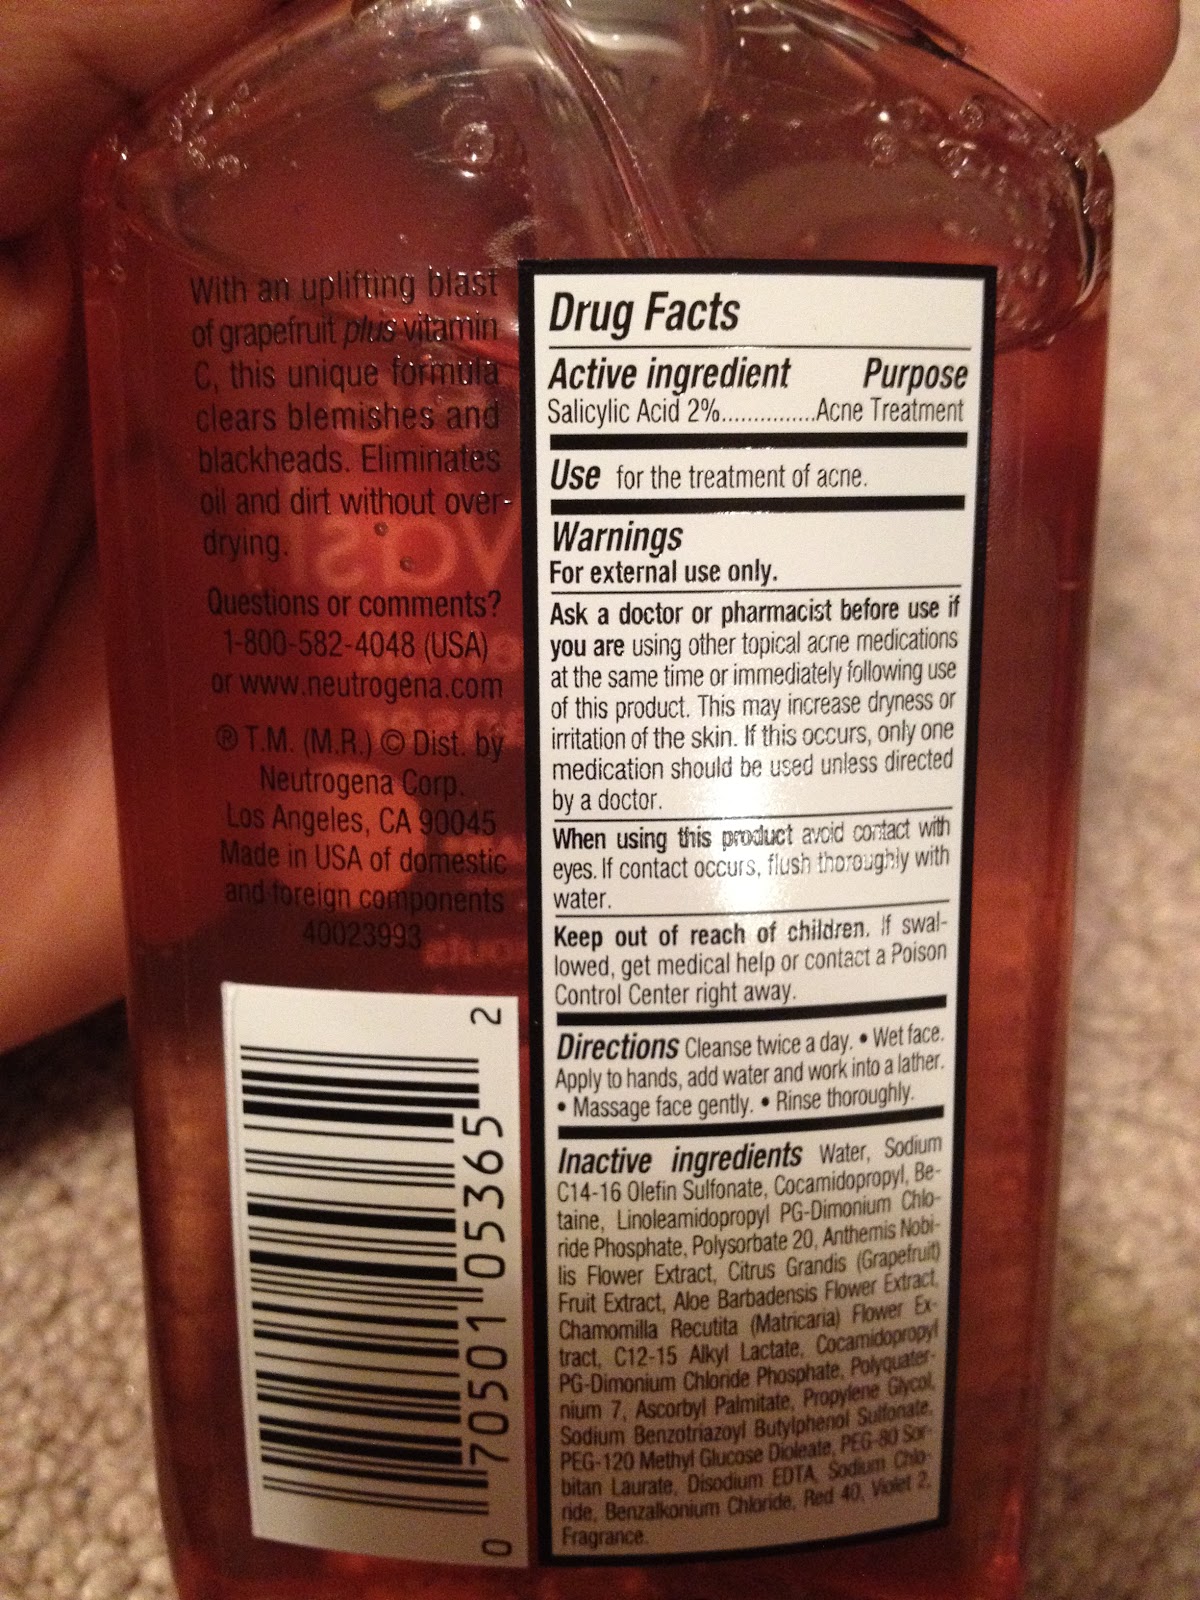 With an uplifting blast
of grapefruit plus vitamin
C, this unique formula
clears blemishes and
blackheads. Eliminates
oil and dirt without over-
drying.
Questions or comments?
1-800-582-4048 (USA)
or www.neutrogena.com
® T.M. (M.R.) © Dist. by
Neutrogena Corp.
Los Angeles, CA 90045
Made in USA of domestic
and foreign components
40023993
0 70501 05365 2
Drug Facts
Active ingredient Purpose
Salicylic Acid 2%...............Acne Treatment
Use for the treatment of acne.
Warnings
For external use only.
Ask a doctor or pharmacist before use if
you are using other topical acne medications
at the same time or immediately following use
of this product. This may increase dryness or
irritation of the skin. If this occurs, only one
medication should be used unless directed
by a doctor.
When using this product avoid contact with
eyes. If contact occurs, flush thoroughly with
water.
Keep out of reach of children. If swal-
lowed, get medical help or contact a Poison
Control Center right away.
Directions Cleanse twice a day. • Wet face.
Apply to hands, add water and work into a lather.
• Massage face gently. • Rinse thoroughly.
Inactive ingredients Water, Sodium
C14-16 Olefin Sulfonate, Cocamidopropyl, Be-
taine, Linoleamidopropyl PG-Dimonium Chlo-
ride Phosphate, Polysorbate 20, Anthemis Nobi-
lis Flower Extract, Citrus Grandis (Grapefruit)
Fruit Extract, Aloe Barbadensis Flower Extract,
Chamomilla Recutita (Matricaria) Flower Ex-
tract, C12-15 Alkyl Lactate, Cocamidopropyl
PG-Dimonium Chloride Phosphate, Polyquater-
nium 7, Ascorbyl Palmitate, Propylene Glycol,
Sodium Benzotriazoyl Butylphenol Sulfonate,
PEG-120 Methyl Glucose Dioleate, PEG-80 Sor-
bitan Laurate, Disodium EDTA, Sodium Chlo-
ride, Benzalkonium Chloride, Red 40, Violet 2,
Fragrance.